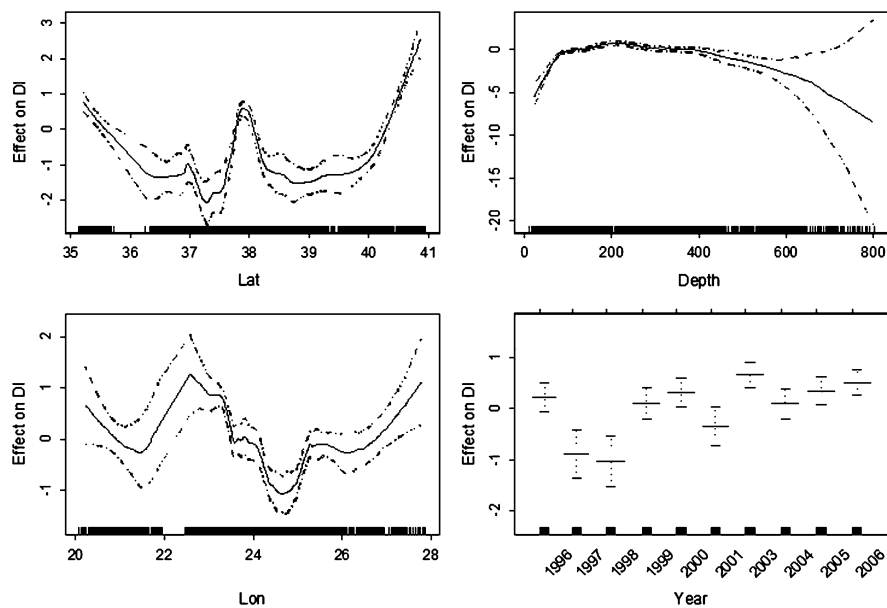 Effect on DI
3
2
1
0
-1
-2
35 36 37 38 39 40 41
Lat
Effect on DI
0
-5
-10
-15
-20
0 200 400 600 800
Depth
Effect on DI
2
1
0
-1
20 22 24 26 28
Lon
Effect on DI
1
0
-1
-2
1996 1997 1998 1999 2000 2001 2003 2004 2005 2006
Year